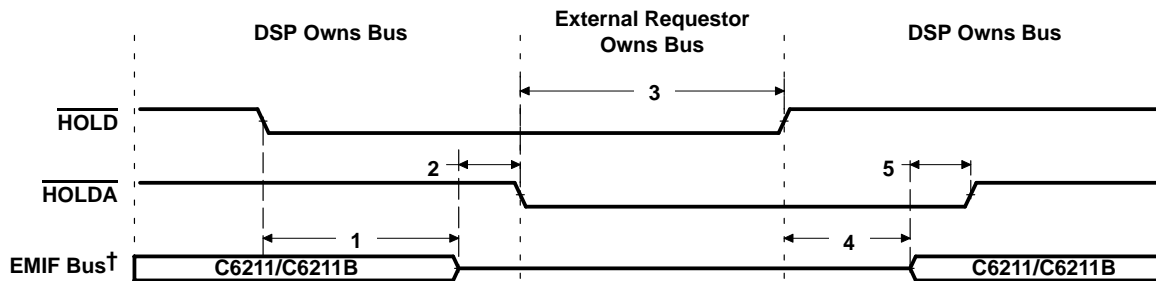 DSP Owns Bus
External Requestor
Owns Bus
DSP Owns Bus
3
HOLD
2
5
HOLDA
1
4
EMIF Bus†
C6211/C6211B
C6211/C6211B